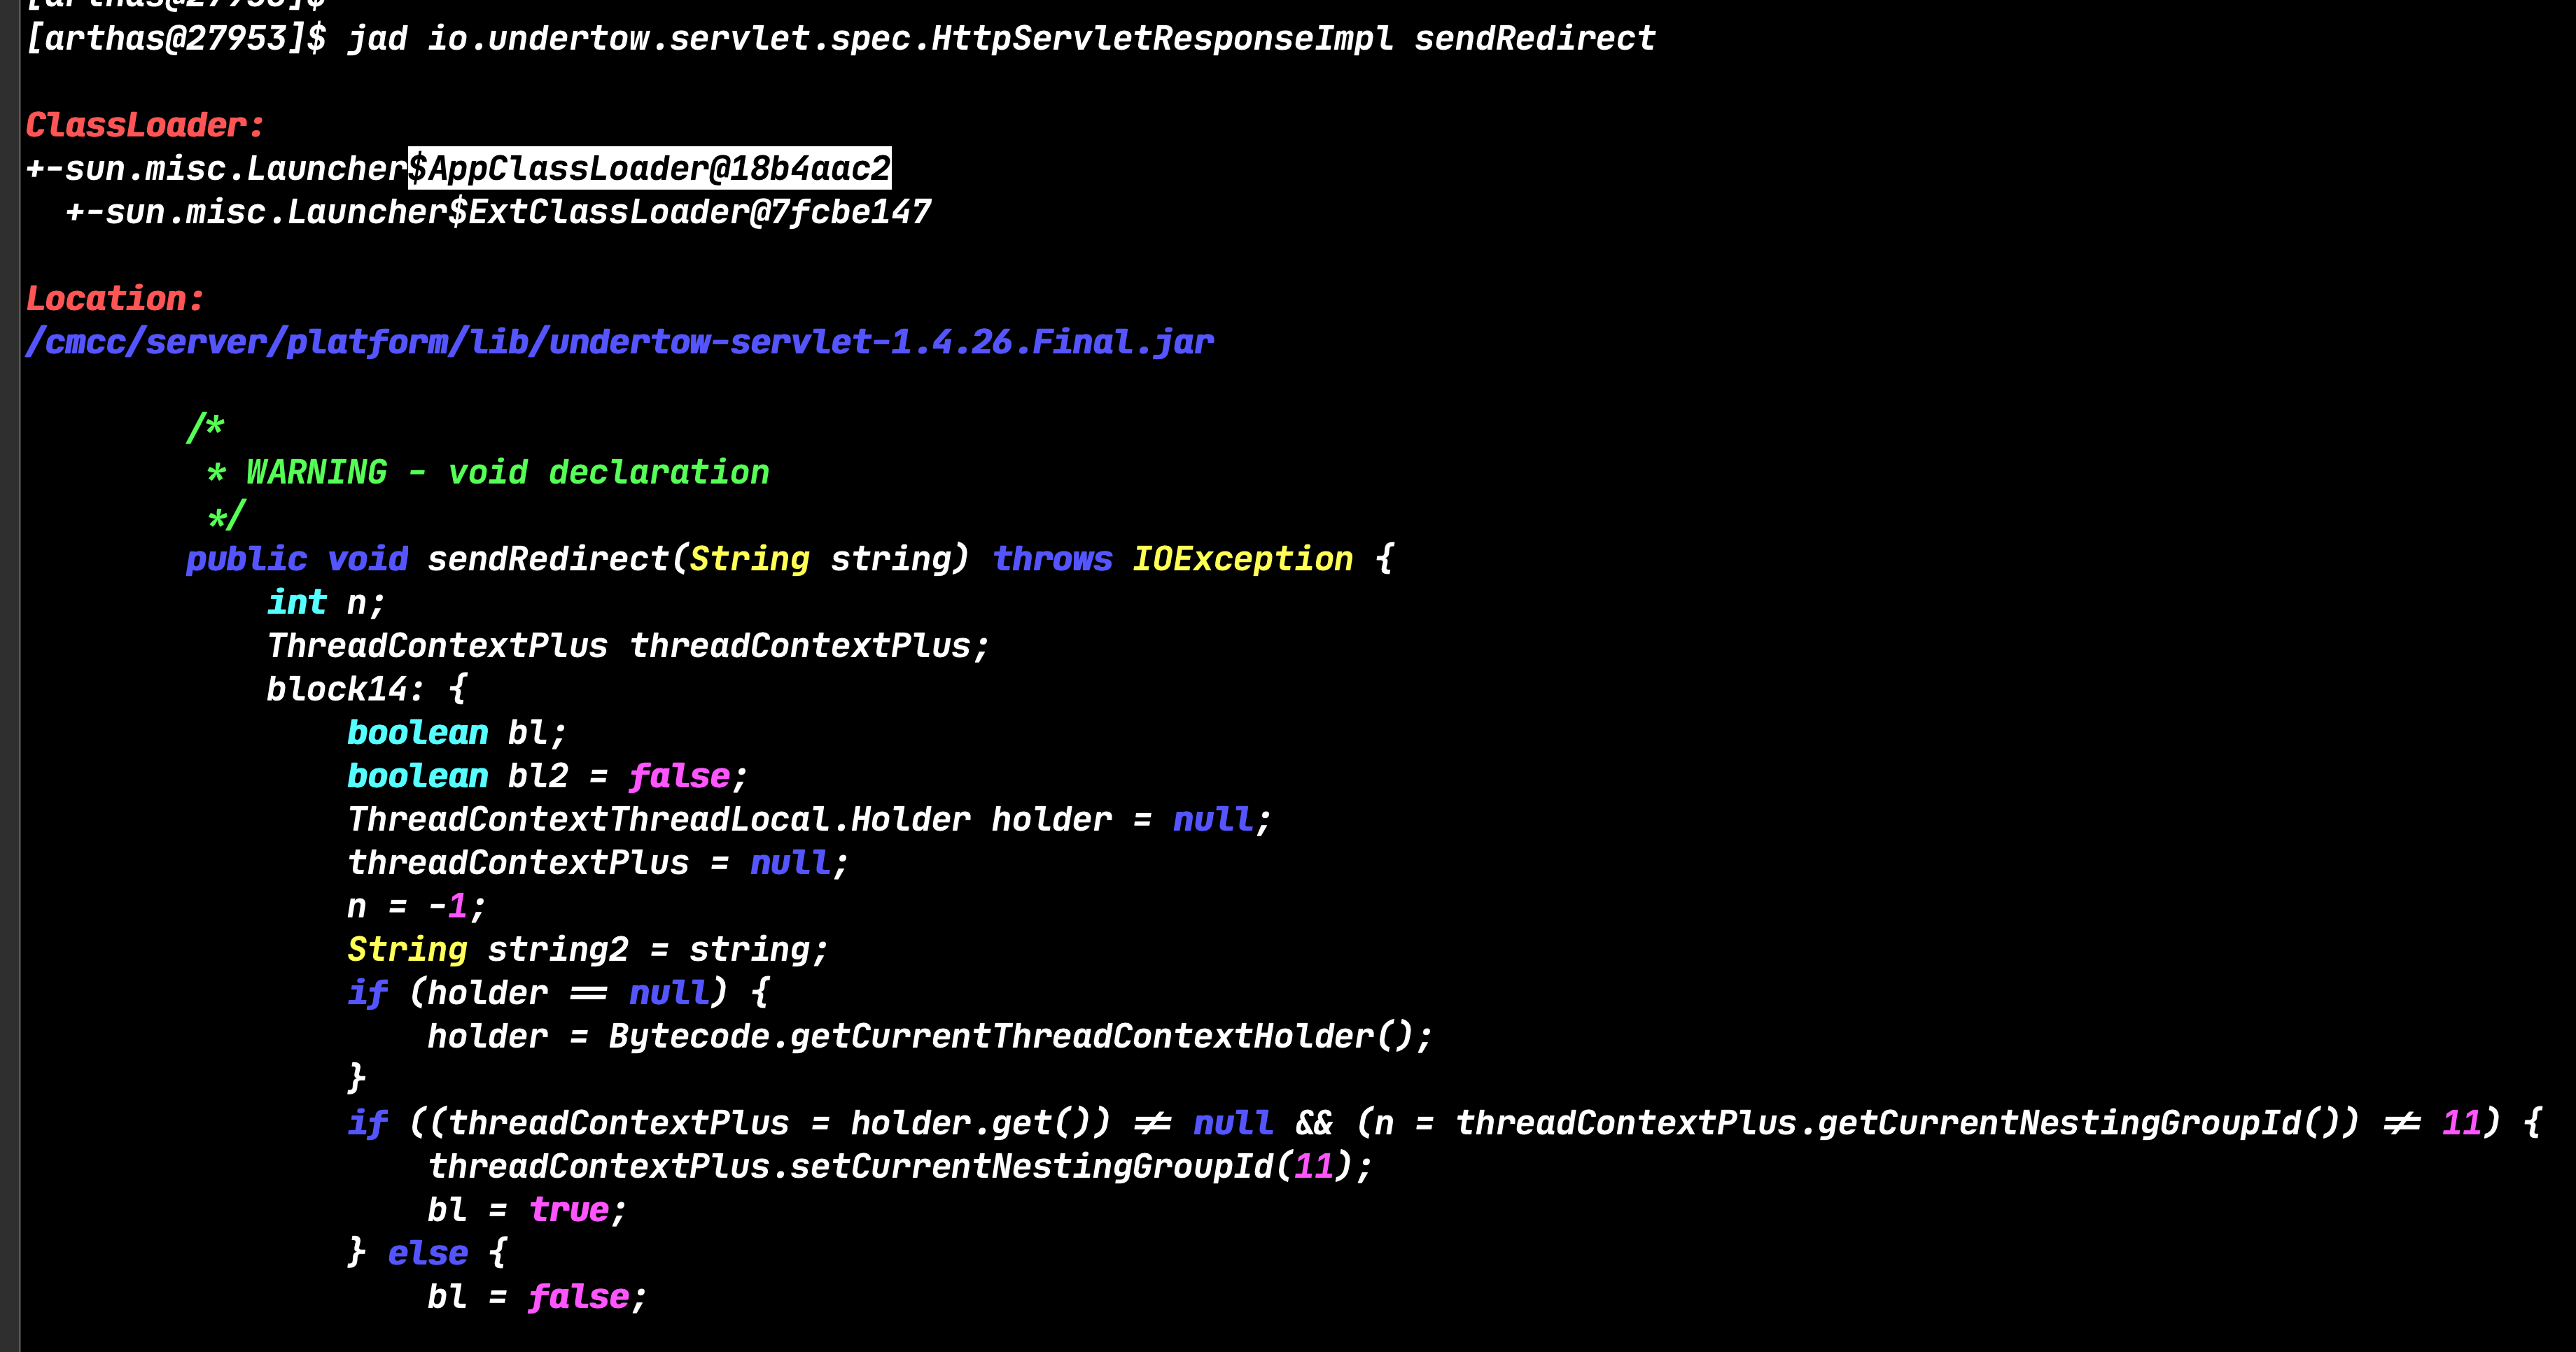 [arthas@27953]$
[arthas@27953]$ jad io.undertow.servlet.spec.HttpServletResponseImpl sendRedirect
ClassLoader:
+-sun.misc.Launcher$AppClassLoader@18b4aac2
  +-sun.misc.Launcher$ExtClassLoader@7fcbe147
Location:
/cmcc/server/platform/lib/undertow-servlet-1.4.26.Final.jar
        /*
         * WARNING - void declaration
         */
        public void sendRedirect(String string) throws IOException {
            int n;
            ThreadContextPlus threadContextPlus;
            block14: {
                boolean bl;
                boolean bl2 = false;
                ThreadContextThreadLocal.Holder holder = null;
                threadContextPlus = null;
                n = -1;
                String string2 = string;
                if (holder == null) {
                    holder = Bytecode.getCurrentThreadContextHolder();
                }
                if ((threadContextPlus = holder.get()) != null && (n = threadContextPlus.getCurrentNestingGroupId()) != 11) {
                    threadContextPlus.setCurrentNestingGroupId(11);
                    bl = true;
                } else {
                    bl = false;